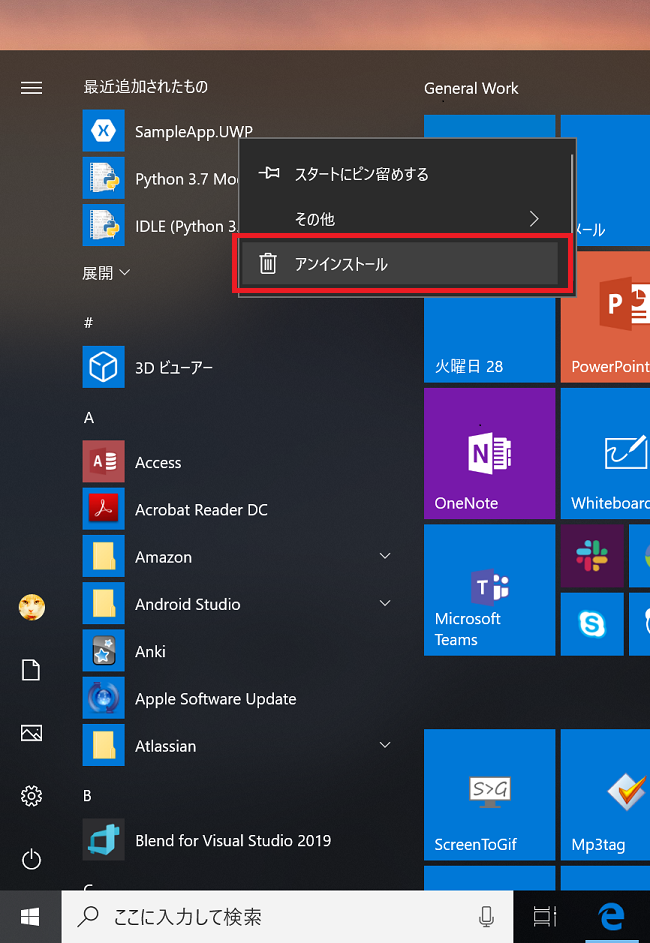 最近追加されたもの
General Work
SampleApp.UWP
Python 3.7 Mo
IDLE (Python 3.
スタートにピン留めする
その他
アンインストール
展開
メール
#
3D ビューアー
火曜日 28
PowerPoint
A
Access
Acrobat Reader DC
Amazon
Android Studio
Anki
Apple Software Update
Atlassian
OneNote
Whiteboard
Microsoft
Teams
B
Blend for Visual Studio 2019
ScreenToGif
Mp3tag
S>G
ここに入力して検索